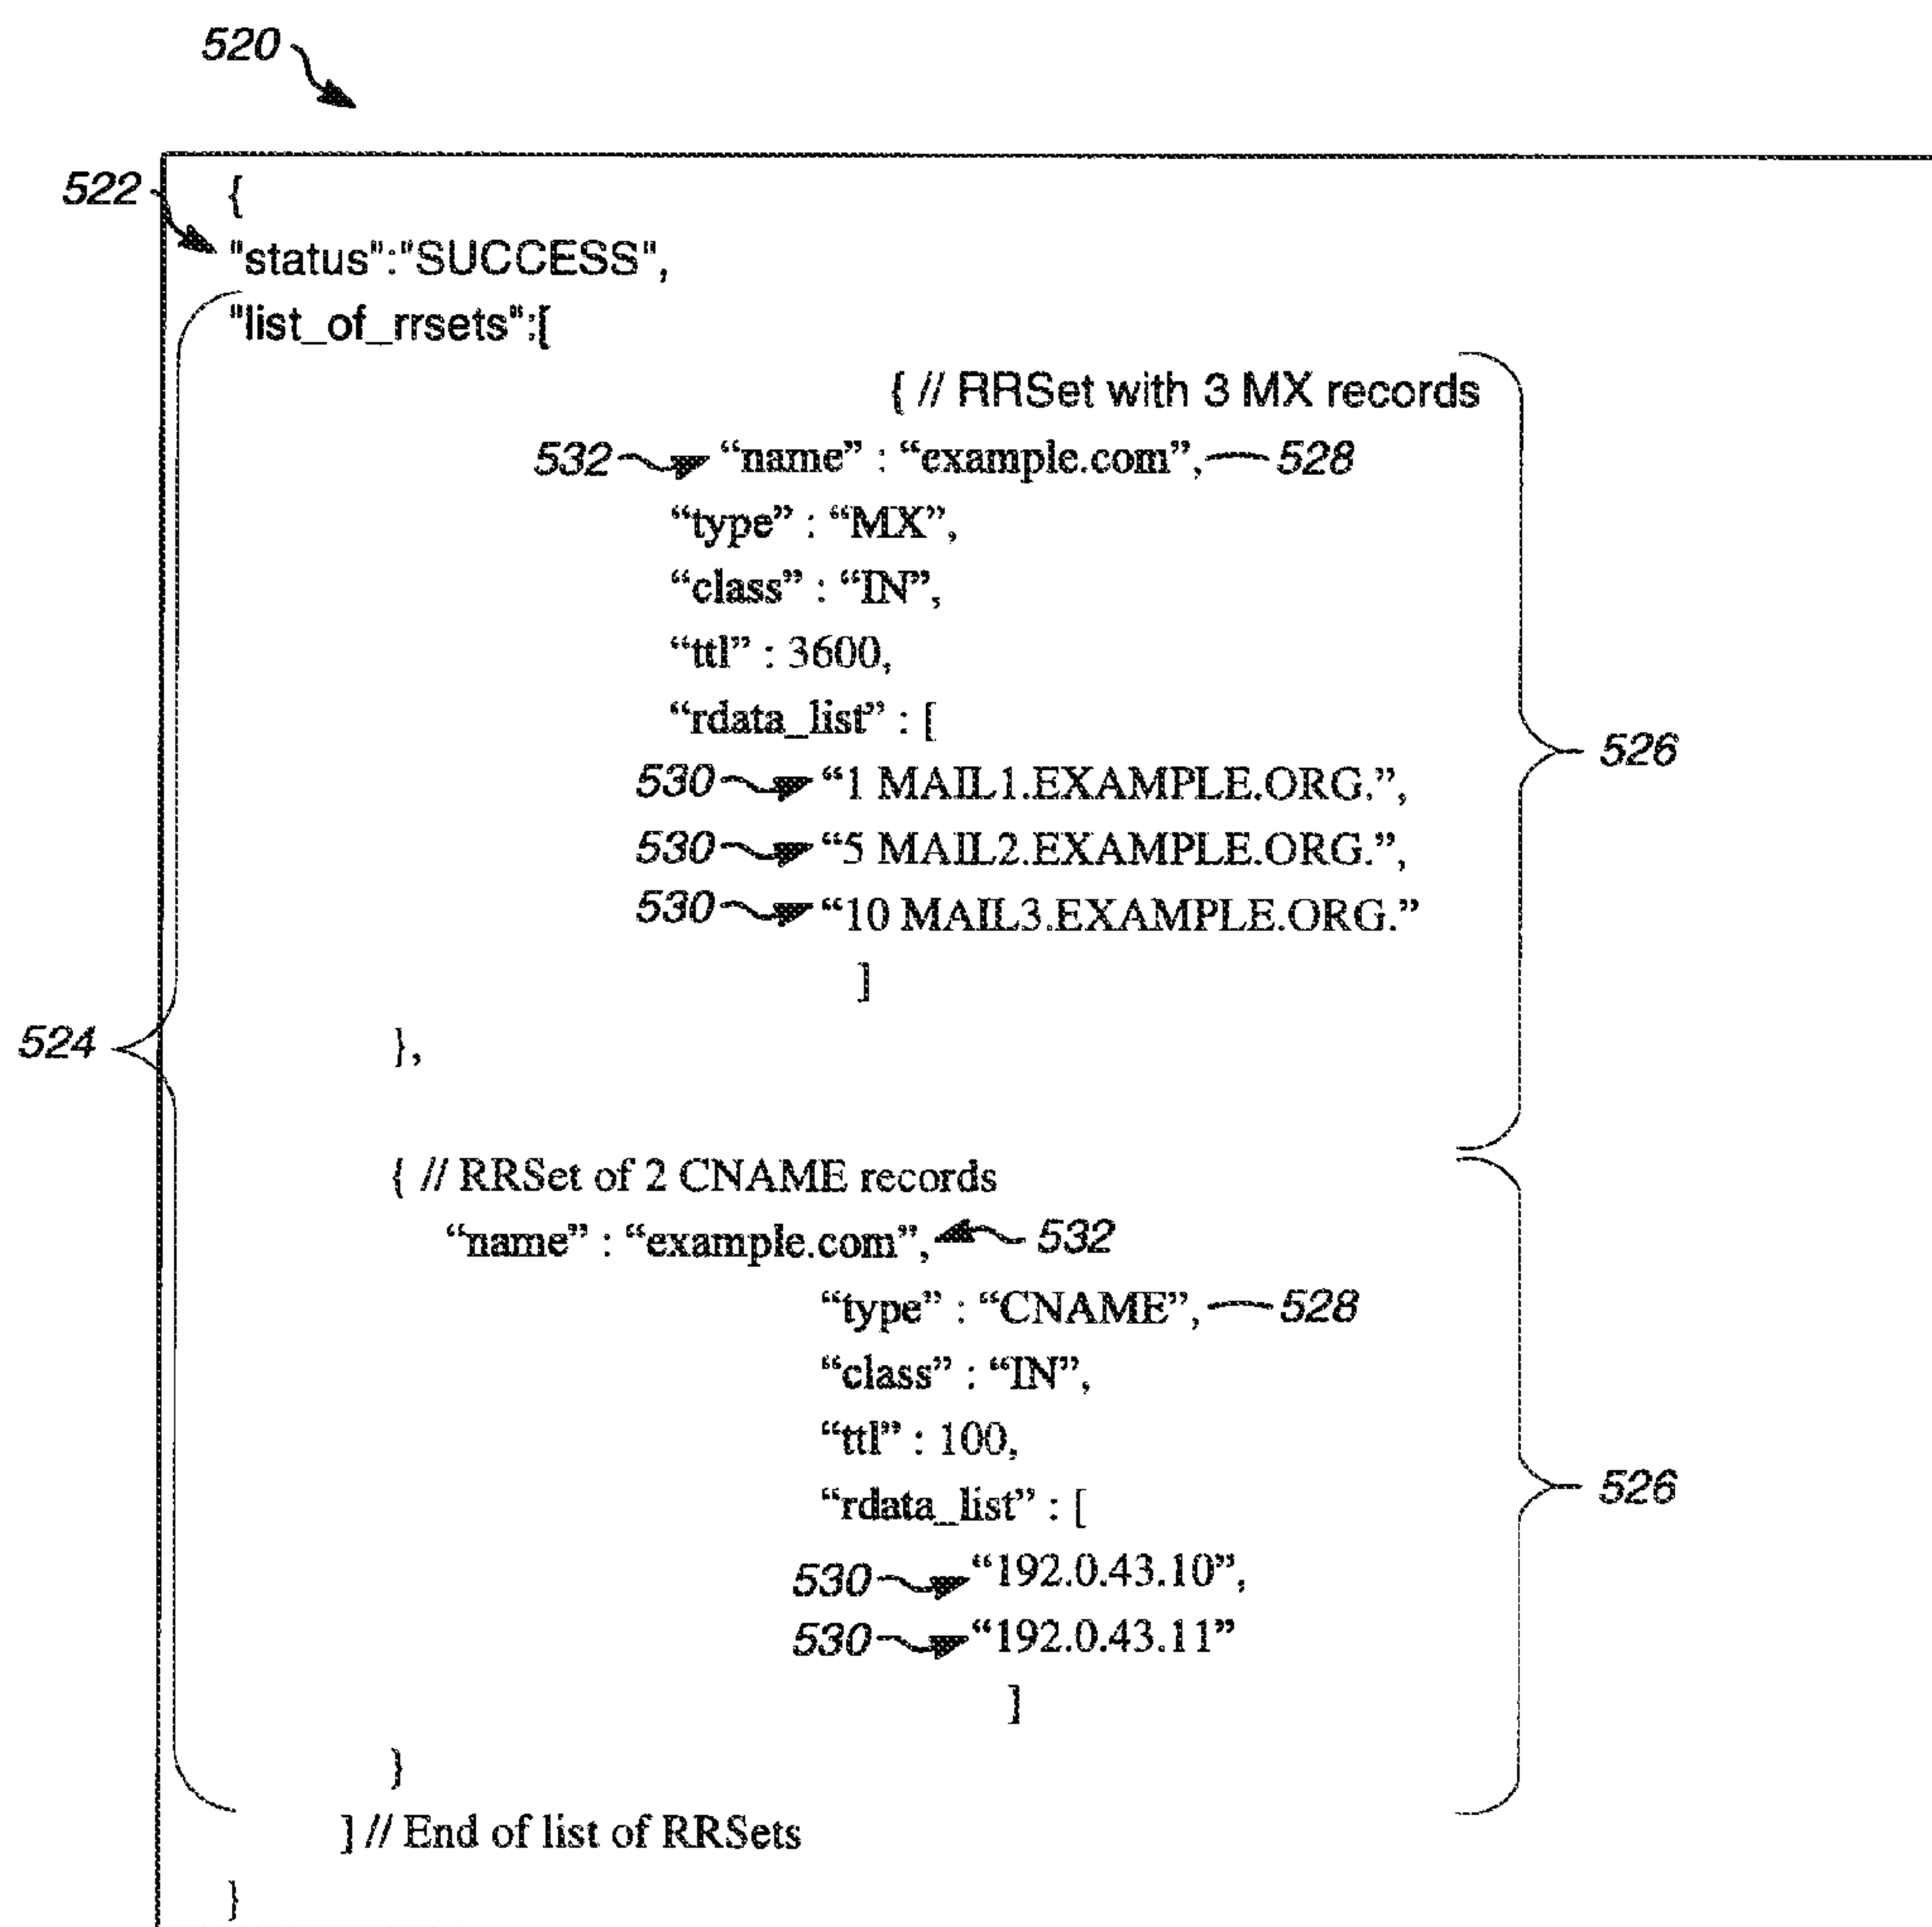 520
522 {
"status":"SUCCESS",
"list_of_rrsets":[
{ // RRSet with 3 MX records
532 “name” : “example.com”, 528
“type” : “MX”,
“class” : “IN”,
“ttl” : 3600,
“rdata_list” : [
526
530 “1 MAIL1.EXAMPLE.ORG.”,
530 “5 MAIL2.EXAMPLE.ORG.”,
530 “10 MAIL3.EXAMPLE.ORG.”
]
524 },
{ // RRSet of 2 CNAME records
“name” : “example.com”, 532
“type” : “CNAME”, 528
“class” : “IN”,
“ttl” : 100,
“rdata_list” : [ 526
530 “192.0.43.10”,
530 “192.0.43.11”
]
}
] // End of list of RRSets
}